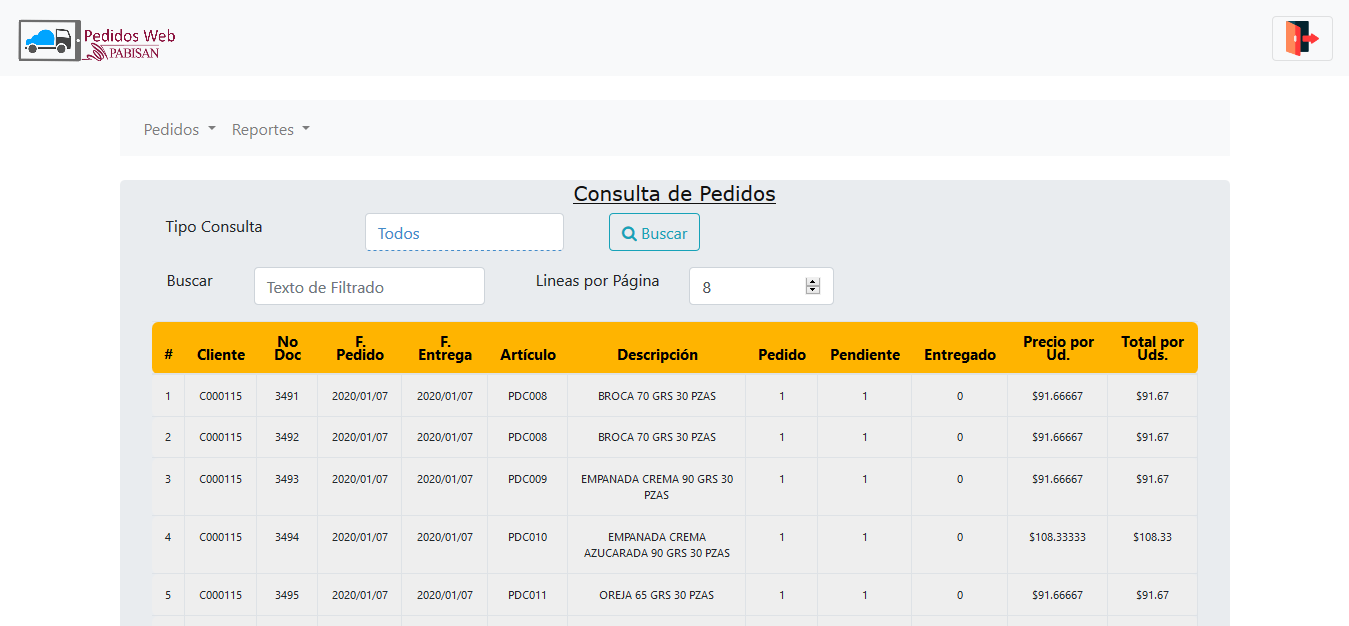 Pedidos Web
PABISAN
Pedidos Reportes
Consulta de Pedidos
Tipo Consulta Todos Buscar
Buscar Texto de Filtrado Lineas por Página 8
# Cliente No Doc F. Pedido F. Entrega Artículo Descripción Pedido Pendiente Entregado Precio por Ud. Total por Uds.
1 C000115 3491 2020/01/07 2020/01/07 PDC008 BROCA 70 GRS 30 PZAS 1 1 0 $91.66667 $91.67
2 C000115 3492 2020/01/07 2020/01/07 PDC008 BROCA 70 GRS 30 PZAS 1 1 0 $91.66667 $91.67
3 C000115 3493 2020/01/07 2020/01/07 PDC009 EMPANADA CREMA 90 GRS 30 PZAS 1 1 0 $91.66667 $91.67
4 C000115 3494 2020/01/07 2020/01/07 PDC010 EMPANADA CREMA AZUCARADA 90 GRS 30 PZAS 1 1 0 $108.33333 $108.33
5 C000115 3495 2020/01/07 2020/01/07 PDC011 OREJA 65 GRS 30 PZAS 1 1 0 $91.66667 $91.67